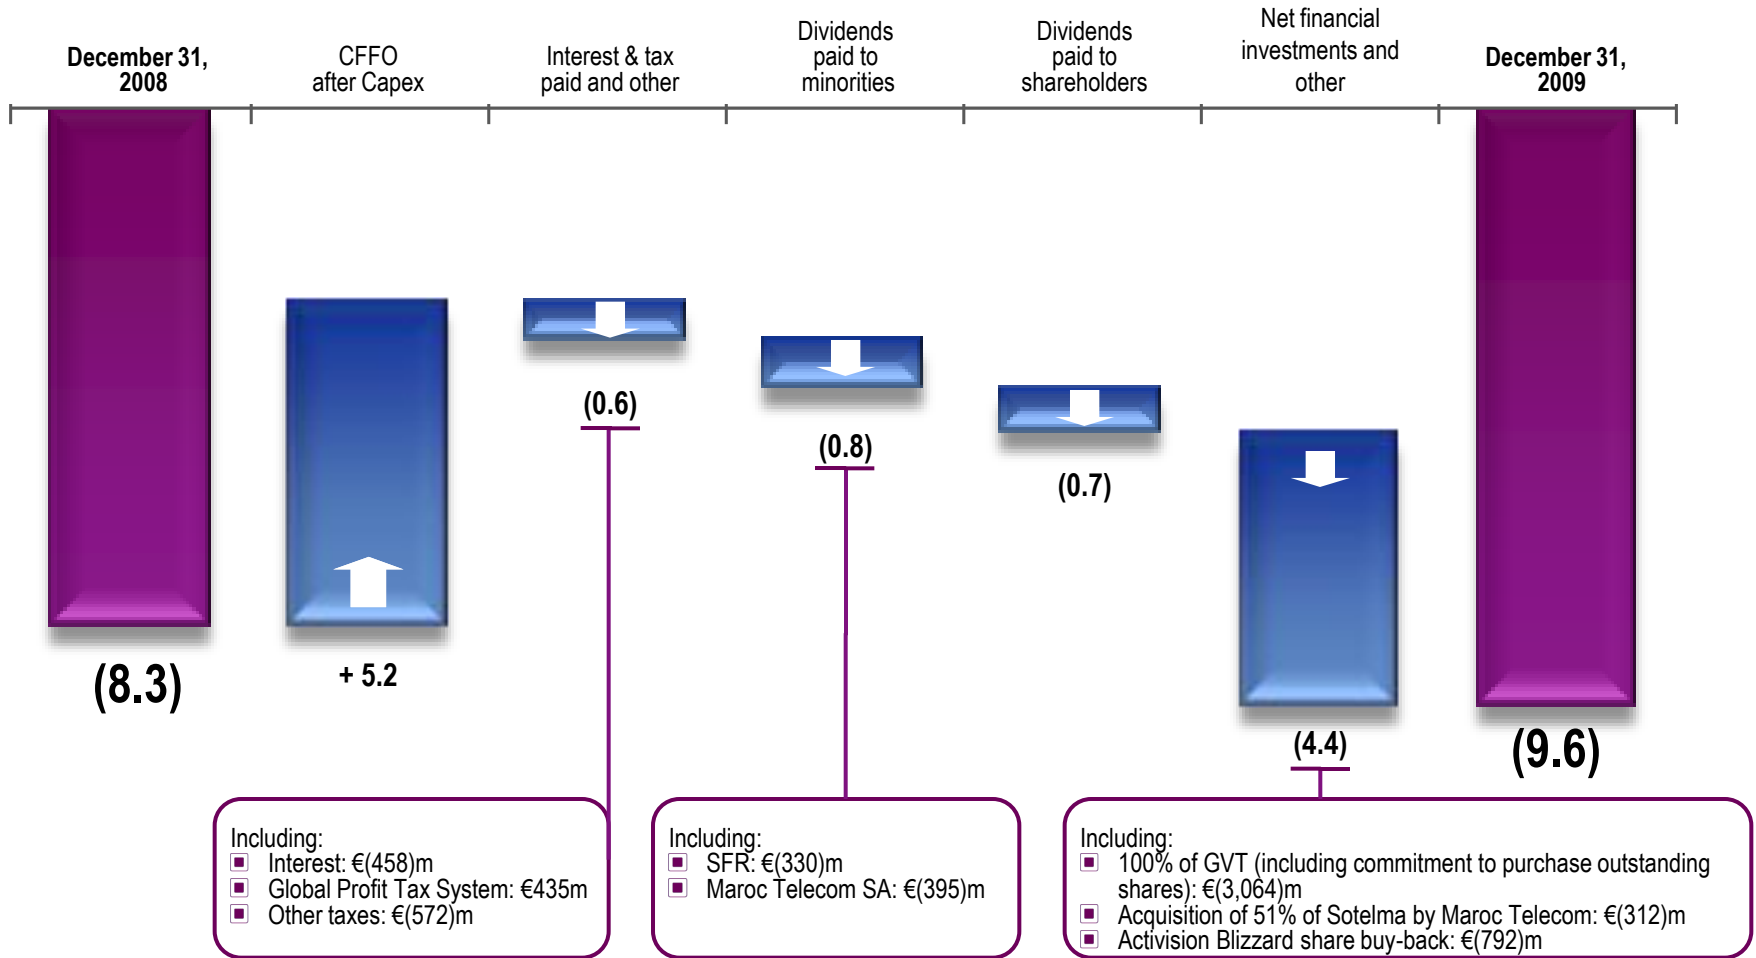 December 31,
2008
CFFO
after Capex
Interest & tax
paid and other
Dividends
paid to
minorities
Dividends
paid to
shareholders
Net financial
investments and
other
December 31,
2009
(8.3)
+ 5.2
(0.6)
(0.8)
(0.7)
(4.4)
(9.6)
Including:
Interest: €(458)m
Global Profit Tax System: €435m
Other taxes: €(572)m
Including:
SFR: €(330)m
Maroc Telecom SA: €(395)m
Including:
100% of GVT (including commitment to purchase outstanding
shares): €(3,064)m
Acquisition of 51% of Sotelma by Maroc Telecom: €(312)m
Activision Blizzard share buy-back: €(792)m